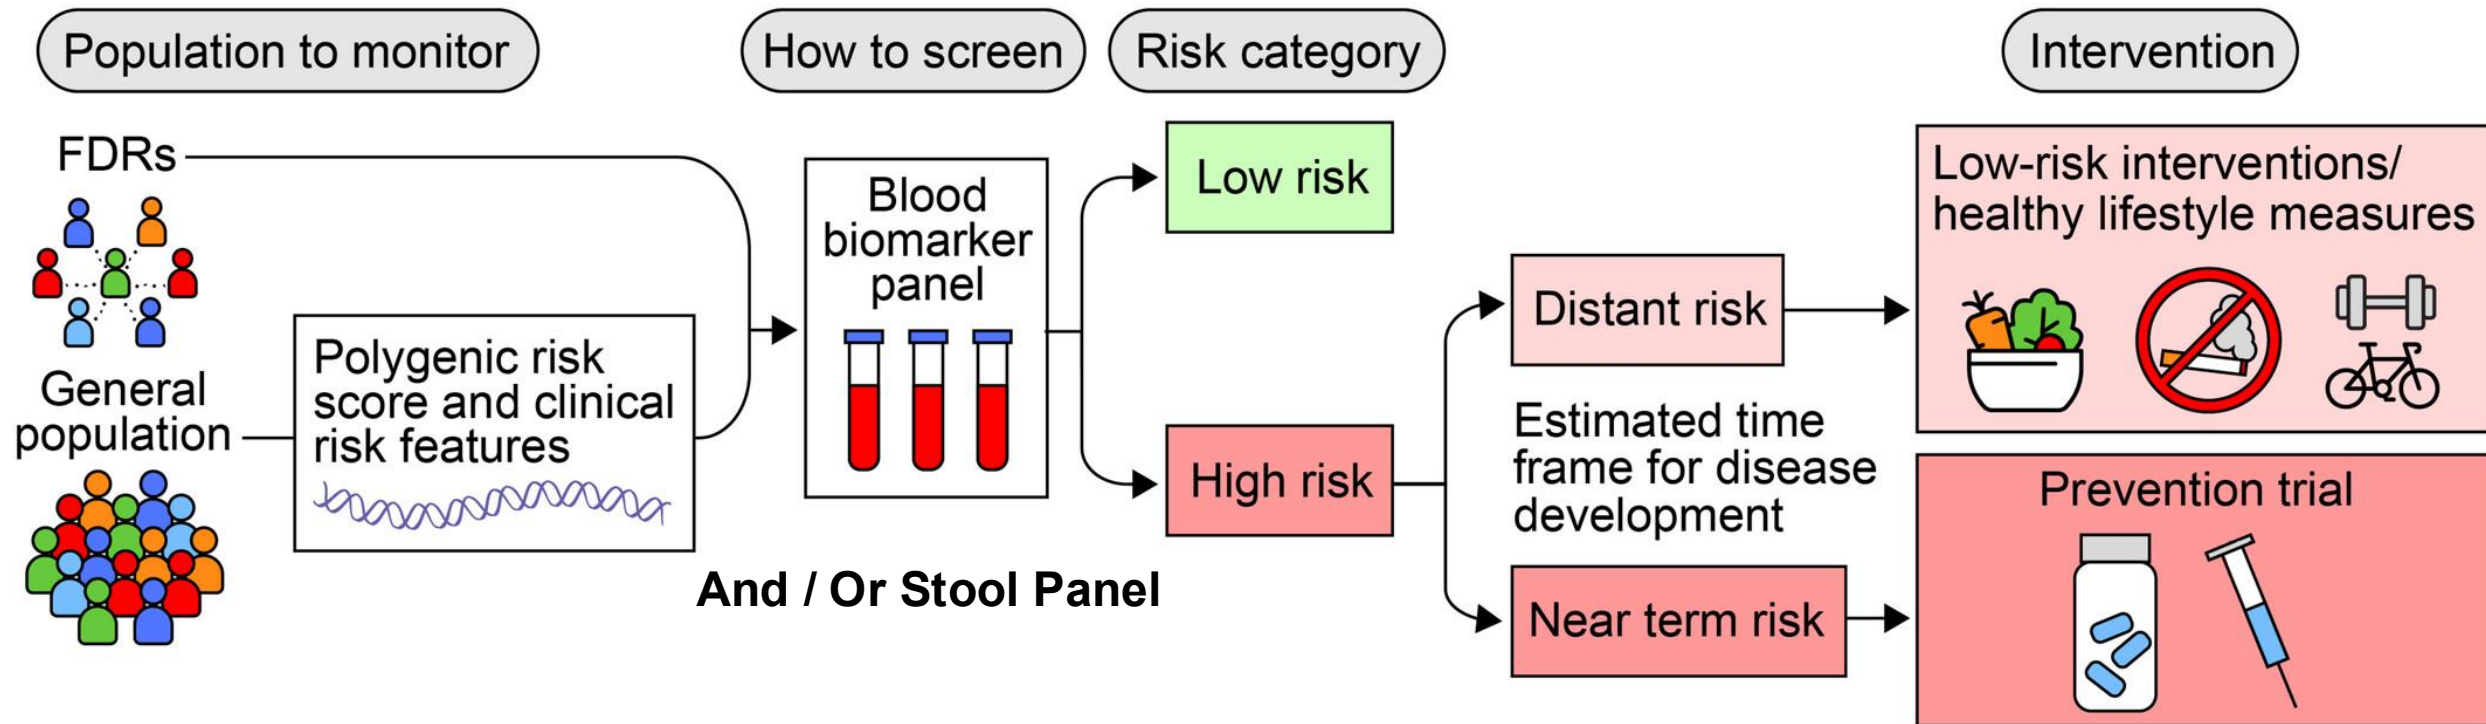 Population to monitor
How to screen
Risk category
Intervention
FDRs
General
population
Polygenic risk
score and clinical
risk features
Blood
biomarker
panel
And / Or Stool Panel
Low risk
High risk
Distant risk
Estimated time
frame for disease
development
Near term risk
Low-risk interventions/
healthy lifestyle measures
Prevention trial